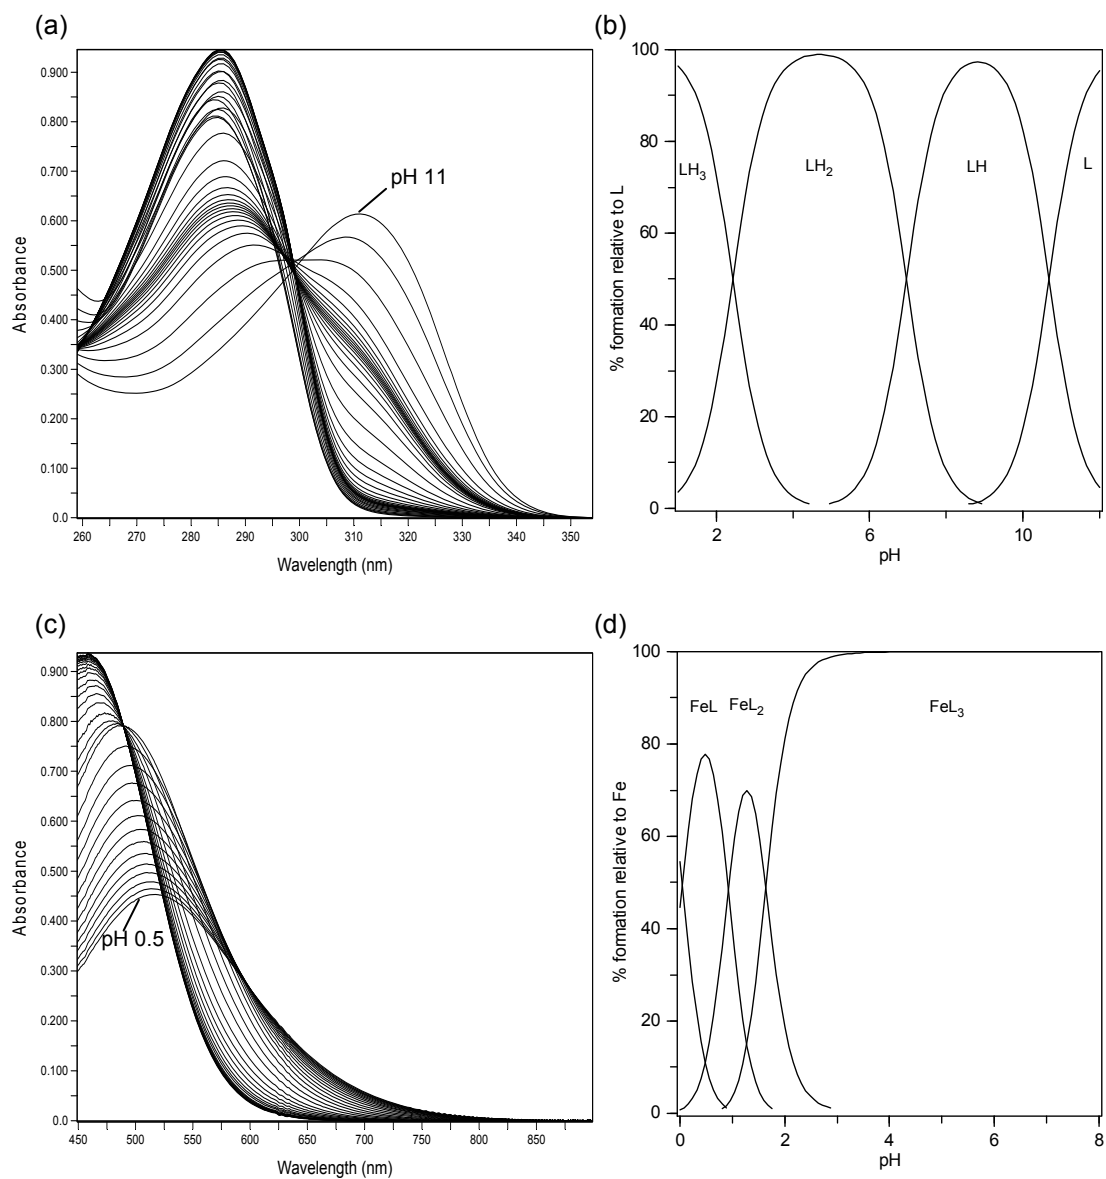 (a)
0.900
0.800
0.700
0.600
0.500
0.400
0.300
0.200
0.100
0.0
Absorbance
pH 11
260 270 280 290 300 310 320 330 340 350
Wavelength (nm)
(b)
100
80
60
40
20
0
% formation relative to L
LH3
LH2
LH
L
2 6 10
pH
(c)
0.900
0.800
0.700
0.600
0.500
0.400
0.300
0.200
0.100
0.0
Absorbance
pH 0.5
450 500 550 600 650 700 750 800 850
Wavelength (nm)
(d)
100
80
60
40
20
0
% formation relative to Fe
FeL
FeL2
FeL3
0 2 4 6 8
pH